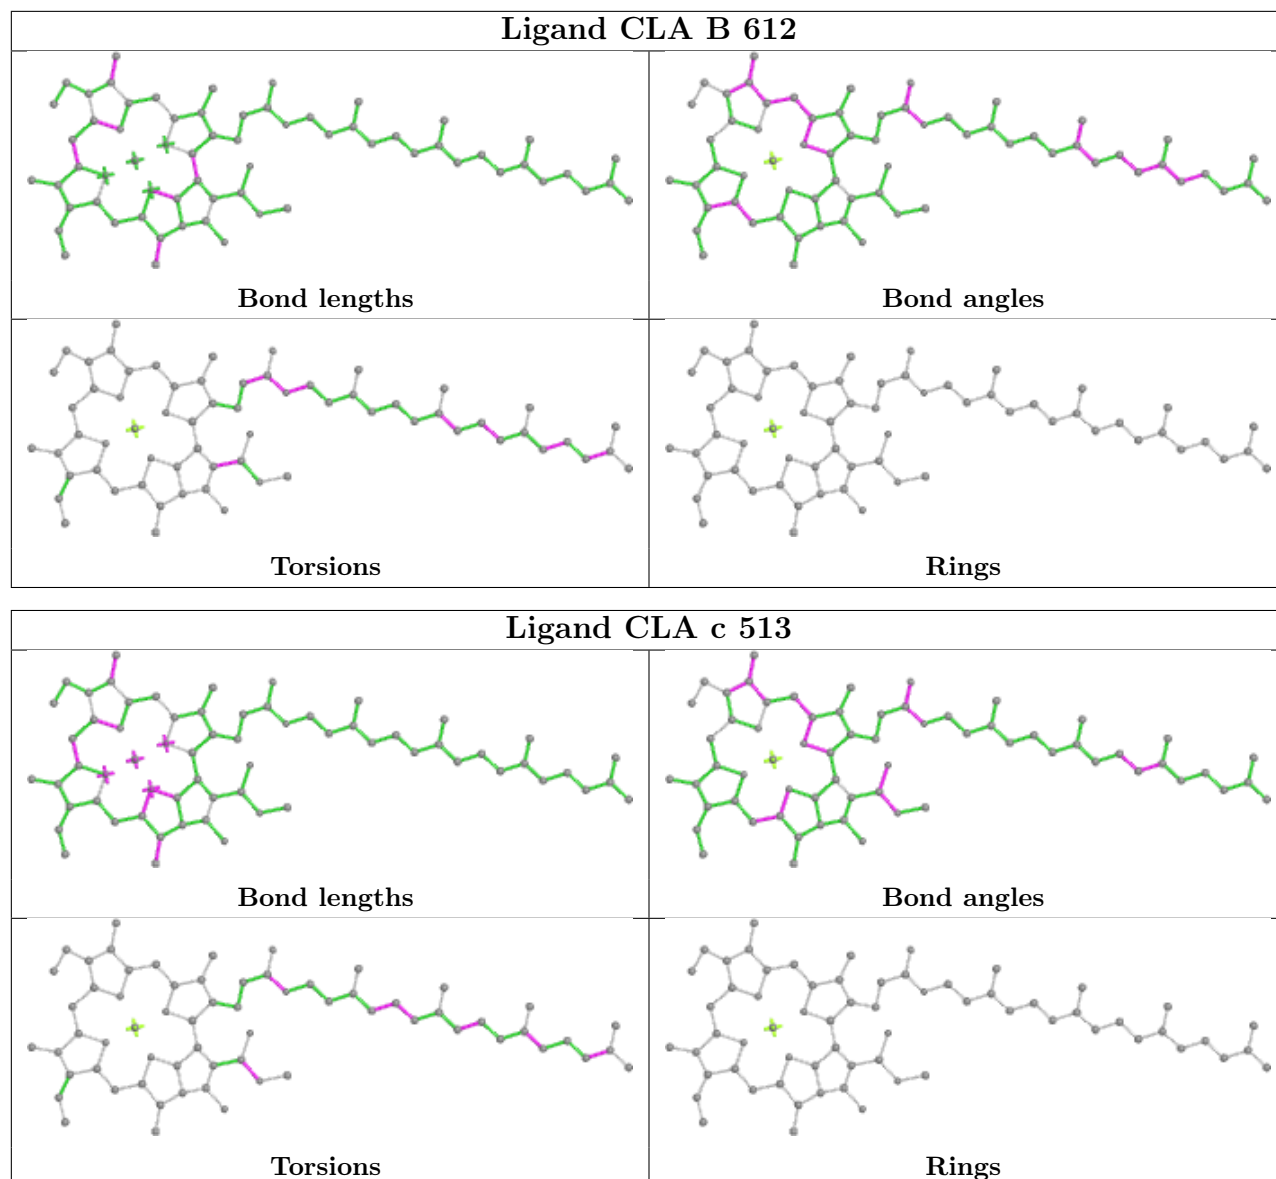 Ligand CLA B 612
Bond lengths
Bond angles
Torsions
Rings
Ligand CLA c 513
Bond lengths
Bond angles
Torsions
Rings